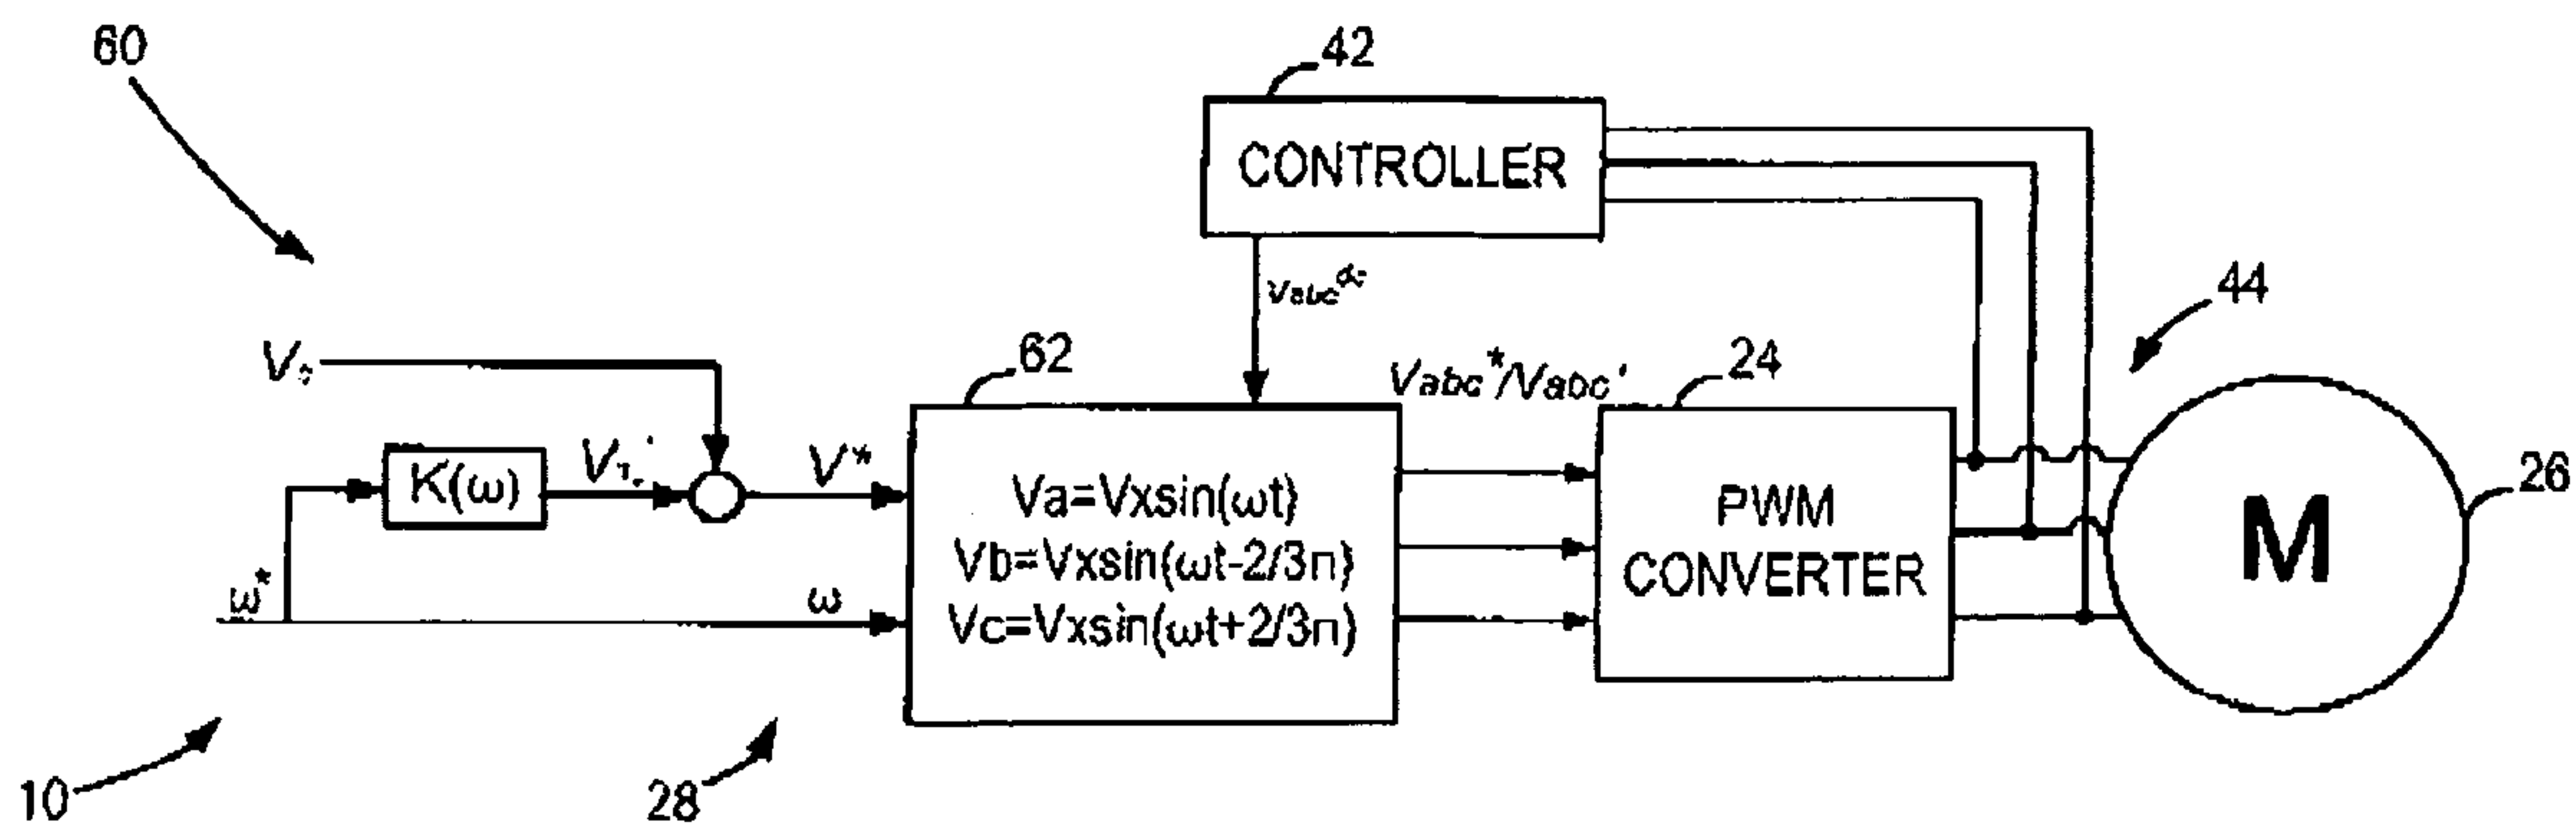 60
42
CONTROLLER
44
62
Vabc*/Vabc'
24
K(ω)
V*
Va=Vxsin(ωt)
Vb=Vxsin(ωt-2/3π)
Vc=Vxsin(ωt+2/3π)
PWM
CONVERTER
M
26
ω*
ω
10
28